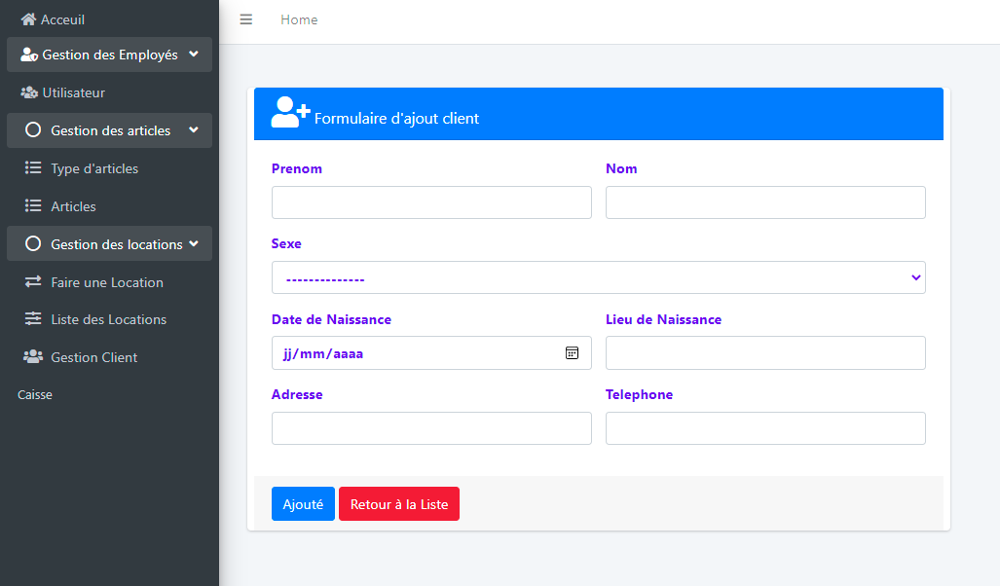 Acceuil
Gestion des Employés
Utilisateur
Gestion des articles
Type d'articles
Articles
Gestion des locations
Faire une Location
Liste des Locations
Gestion Client
Caisse
Home
Formulaire d'ajout client
Prenom Nom
Sexe
--------------
Date de Naissance Lieu de Naissance
jj/mm/aaaa
Adresse Telephone
Ajouté Retour à la Liste